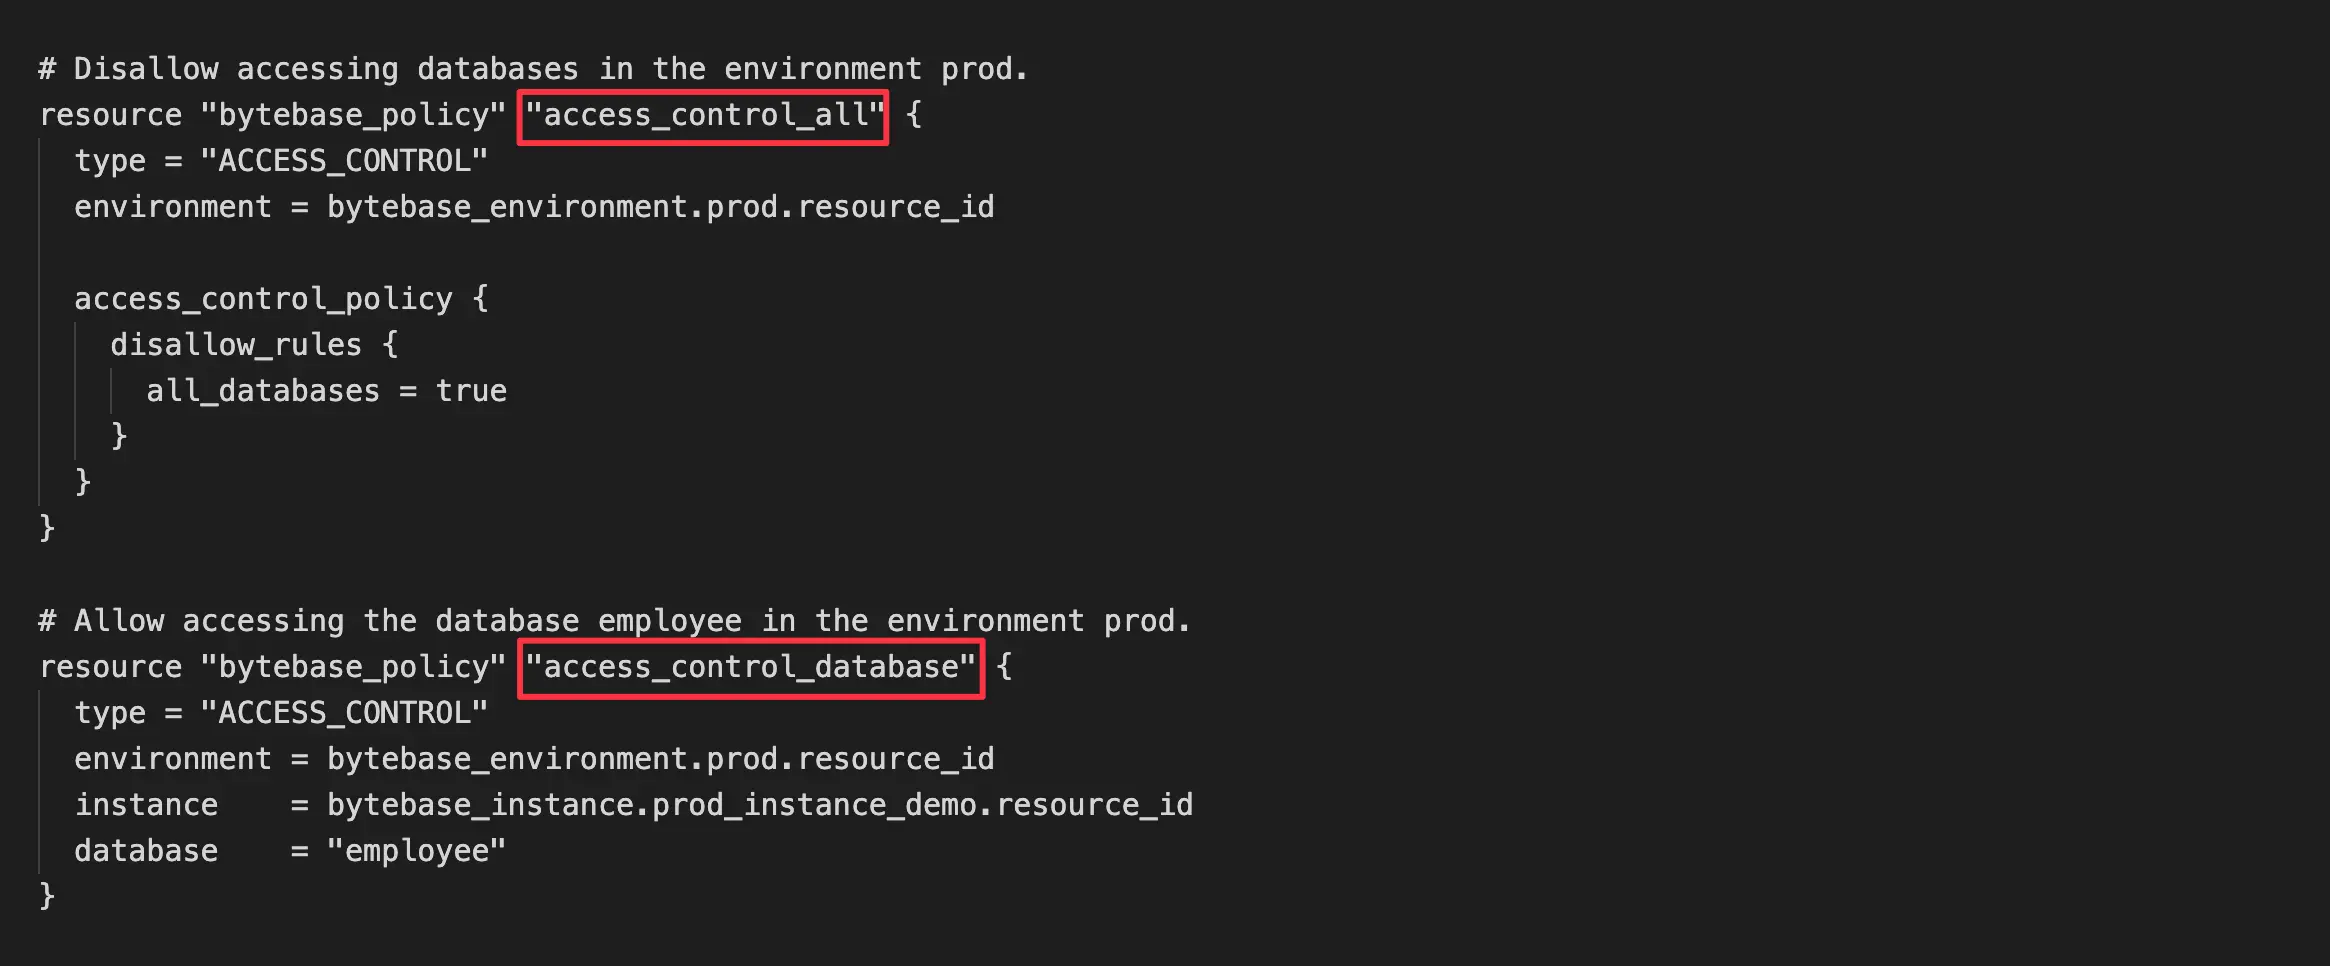 # Disallow accessing databases in the environment prod.
resource "bytebase_policy" "access_control_all" {
  type = "ACCESS_CONTROL"
  environment = bytebase_environment.prod.resource_id

  access_control_policy {
    disallow_rules {
      all_databases = true
    }
  }
}

# Allow accessing the database employee in the environment prod.
resource "bytebase_policy" "access_control_database" {
  type = "ACCESS_CONTROL"
  environment = bytebase_environment.prod.resource_id
  instance    = bytebase_instance.prod_instance_demo.resource_id
  database    = "employee"
}